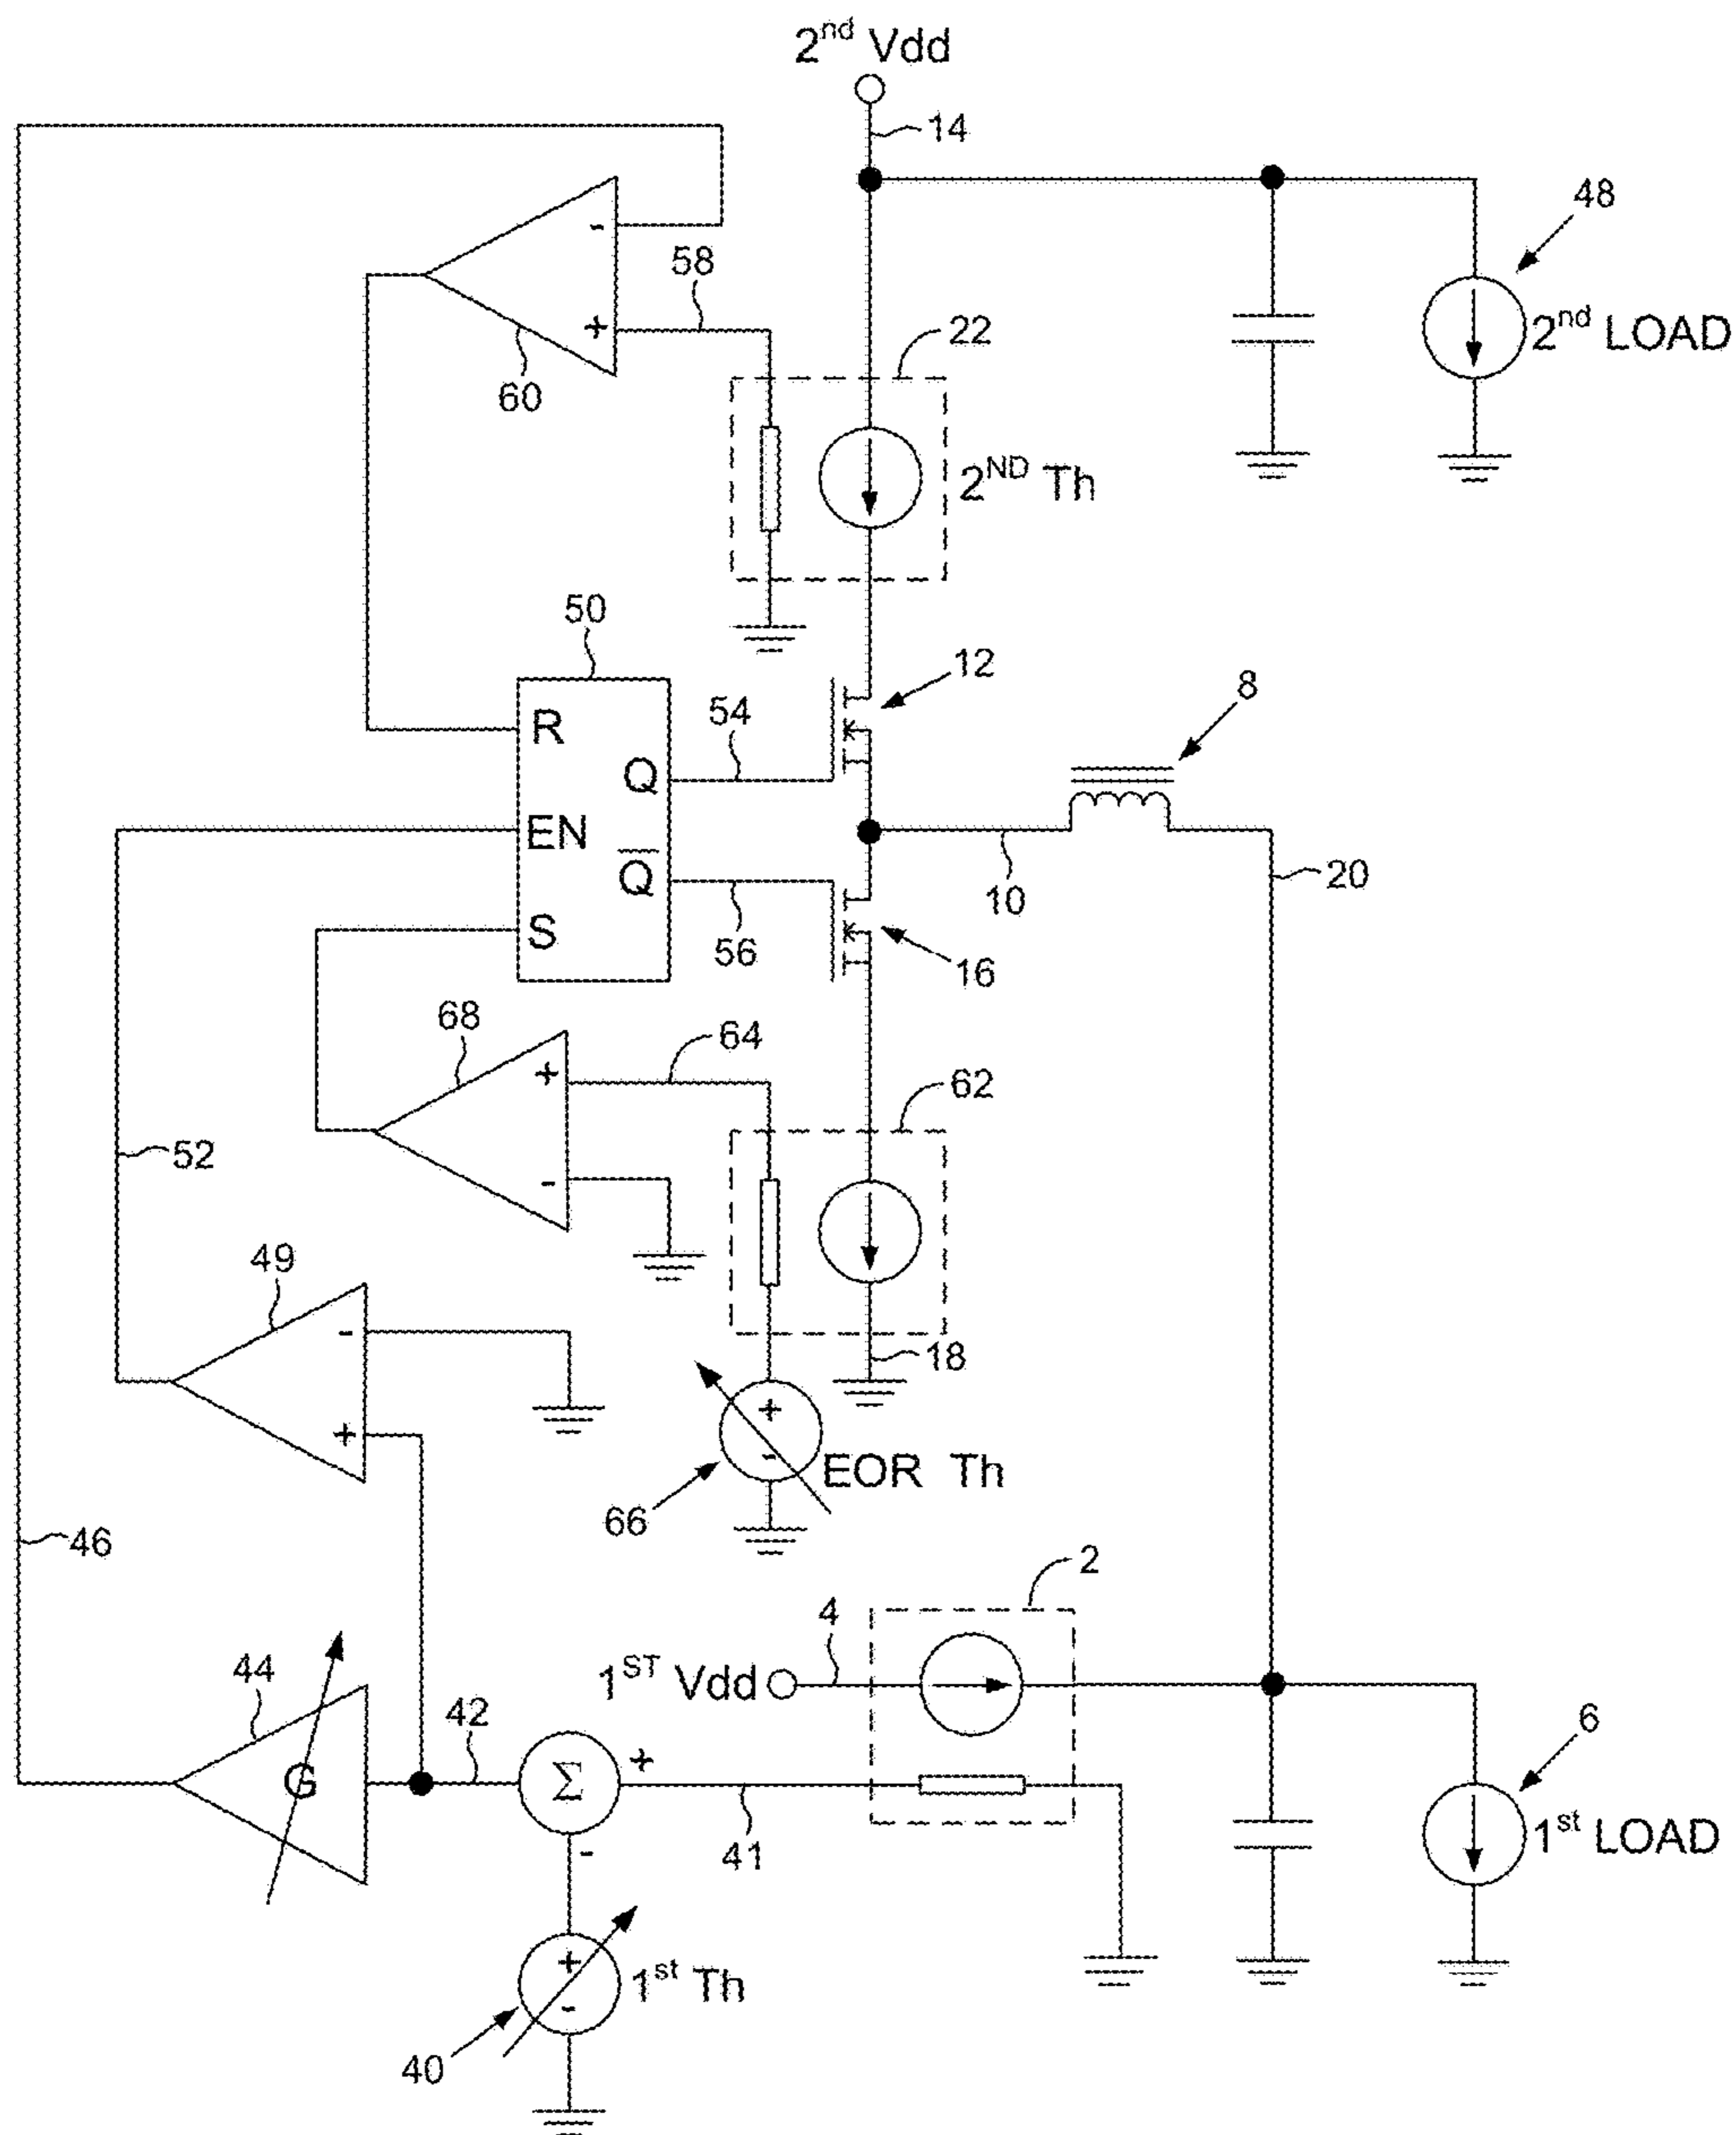 2nd Vdd
14
48
-
58
22
+
60
2nd LOAD
2ND Th
50
12
8
R
54
Q
EN
Q̅
10
20
S
56
16
68
64
+
62
52
-
49
-
18
+
+
-
EOR Th
66
46
2
4
44
1ST Vdd
42
6
+
G
Σ
41
-
1st LOAD
+
1st Th
-
40